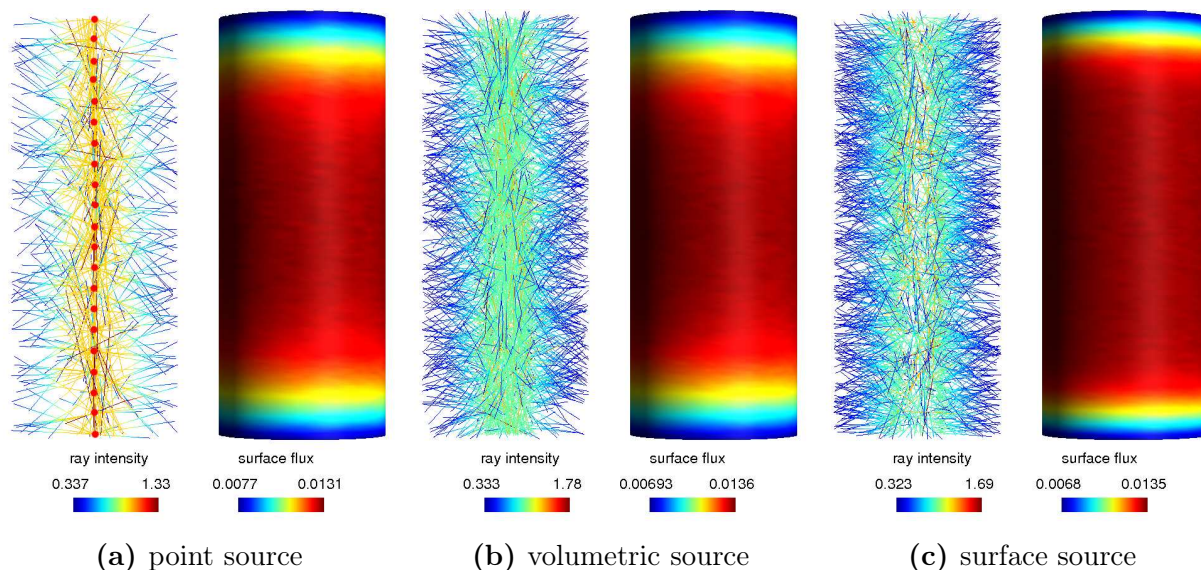 ray intensity surface flux ray intensity surface flux ray intensity surface flux
0.337 1.33 0.0077 0.0131 0.333 1.78 0.00693 0.0136 0.323 1.69 0.0068 0.0135
(a) point source (b) volumetric source (c) surface source